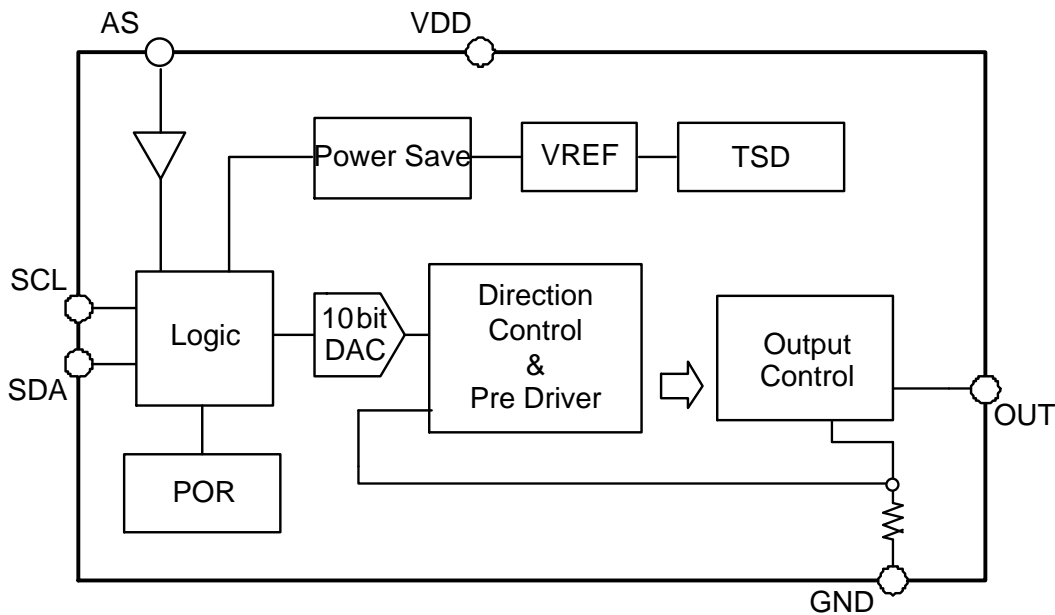 AS
VDD
Power Save
VREF
TSD
SCL
SDA
Logic
10bit
DAC
Direction
Control
&
Pre Driver
Output
Control
OUT
POR
GND